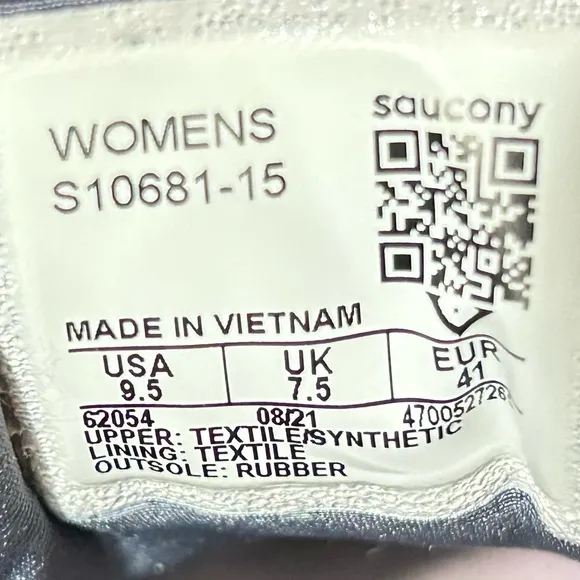 saucony
WOMENS
S10681-15
MADE IN VIETNAM
USA UK EUR
9.5 7.5 41
62054 08/21
UPPER: TEXTILE/SYNTHETIC
LINING: TEXTILE
OUTSOLE: RUBBER